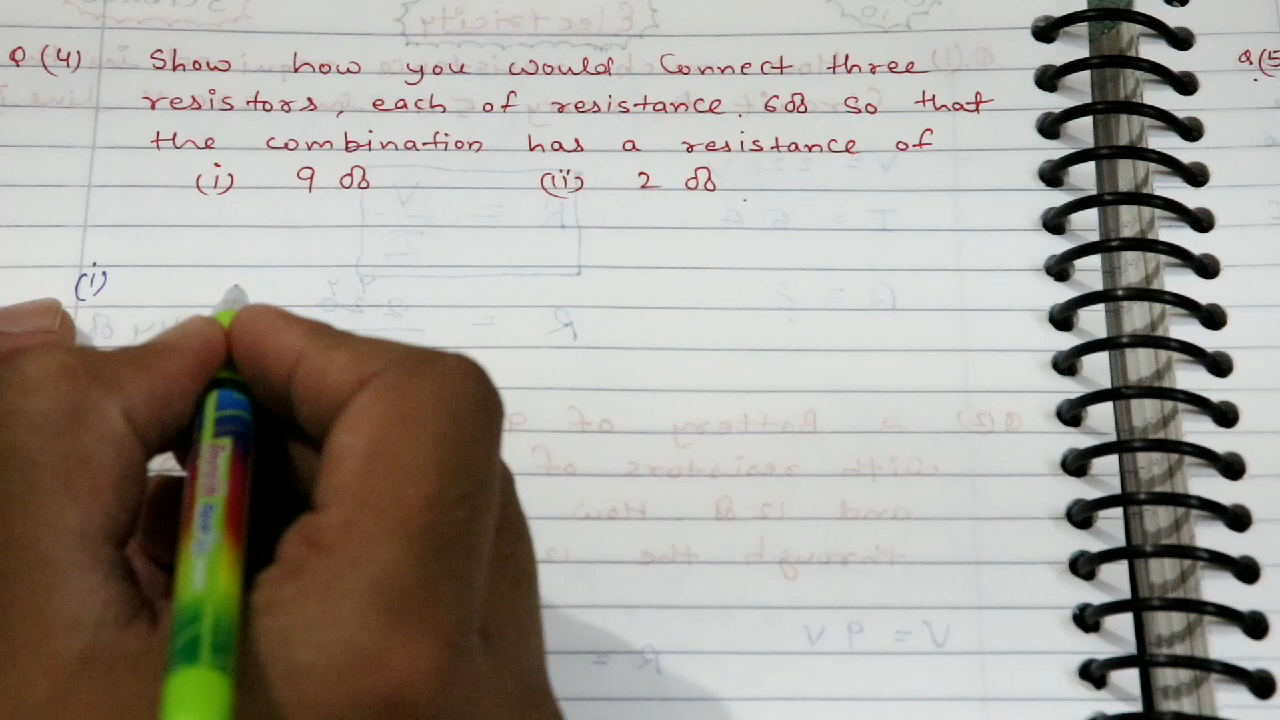 Q (4) Show how you would Connect three
resistors, each of resistance 6Ω so that
the combination has a resistance of
(i) 9 Ω (ii) 2 Ω
(i)
Q(5